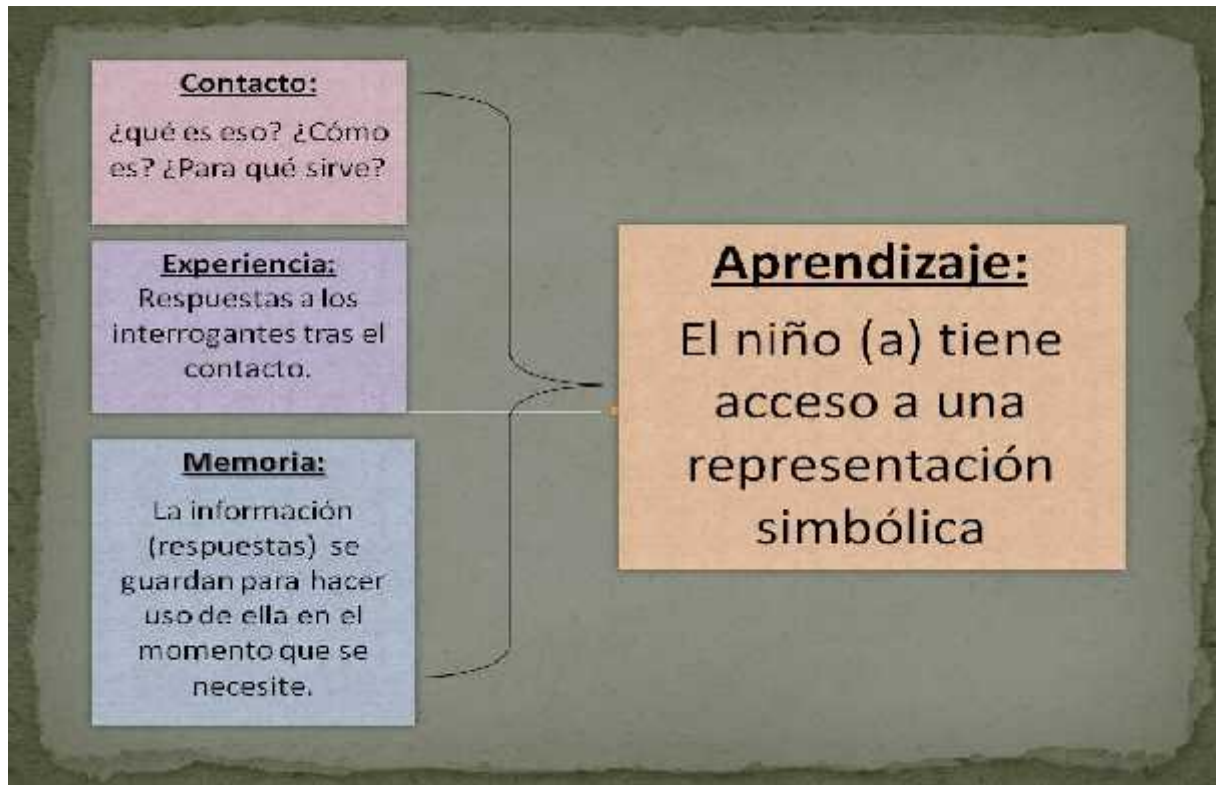 Contacto:
¿qué es eso? ¿Cómo
es? ¿Para qué sirve?
Experiencia:
Respuestas a los
interrogantes tras el
contacto.
Memoria:
La información
(respuestas) se
guardan para hacer
uso de ella en el
momento que se
necesite.
Aprendizaje:
El niño (a) tiene
acceso a una
representación
simbólica